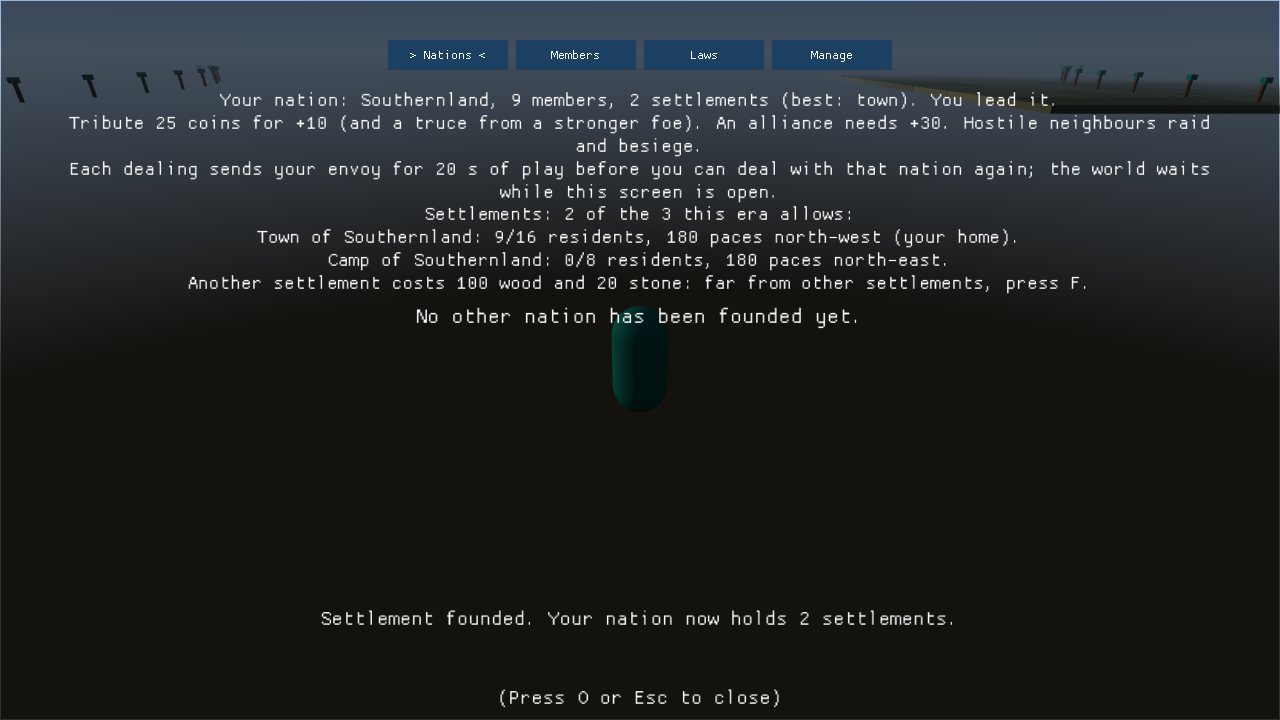 > Nations <
Members
Laws
Manage
Your nation: Southernland, 9 members, 2 settlements (best: town). You lead it.
Tribute 25 coins for +10 (and a truce from a stronger foe). An alliance needs +30. Hostile neighbours raid
and besiege.
Each dealing sends your envoy for 20 s of play before you can deal with that nation again; the world waits
while this screen is open.
Settlements: 2 of the 3 this era allows:
Town of Southernland: 9/16 residents, 180 paces north-west (your home).
Camp of Southernland: 0/8 residents, 180 paces north-east.
Another settlement costs 100 wood and 20 stone: far from other settlements, press F.
No other nation has been founded yet.
Settlement founded. Your nation now holds 2 settlements.
(Press O or Esc to close)